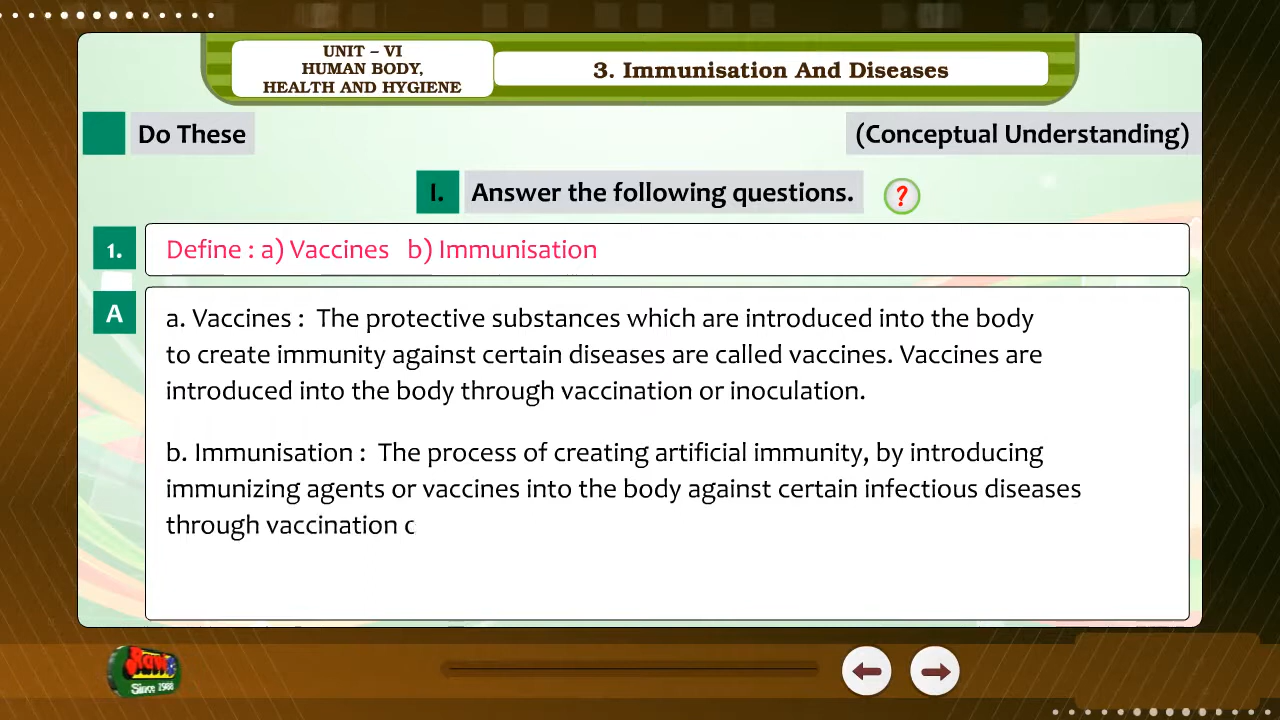 UNIT – VI
HUMAN BODY,
HEALTH AND HYGIENE
3. Immunisation And Diseases
Do These
(Conceptual Understanding)
I. Answer the following questions. ?
1. Define : a) Vaccines b) Immunisation
A
a. Vaccines : The protective substances which are introduced into the body
to create immunity against certain diseases are called vaccines. Vaccines are
introduced into the body through vaccination or inoculation.
b. Immunisation : The process of creating artificial immunity, by introducing
immunizing agents or vaccines into the body against certain infectious diseases
through vaccination
Since 1988